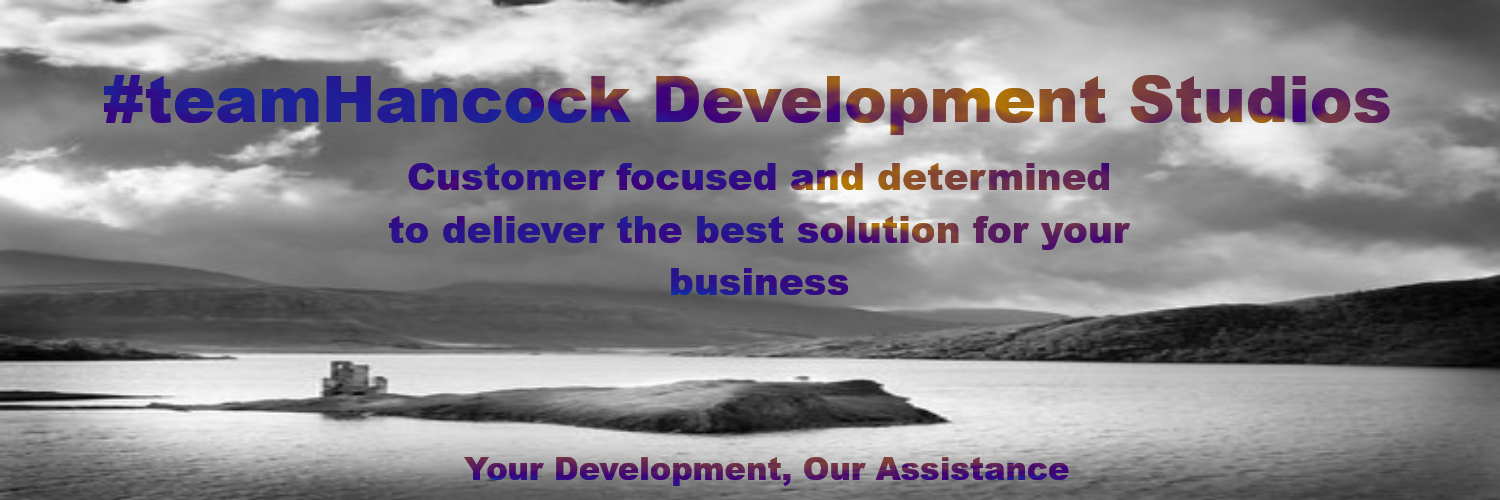 #teamHancock Development Studios
Customer focused and determined
to deliever the best solution for your
business
Your Development, Our Assistance